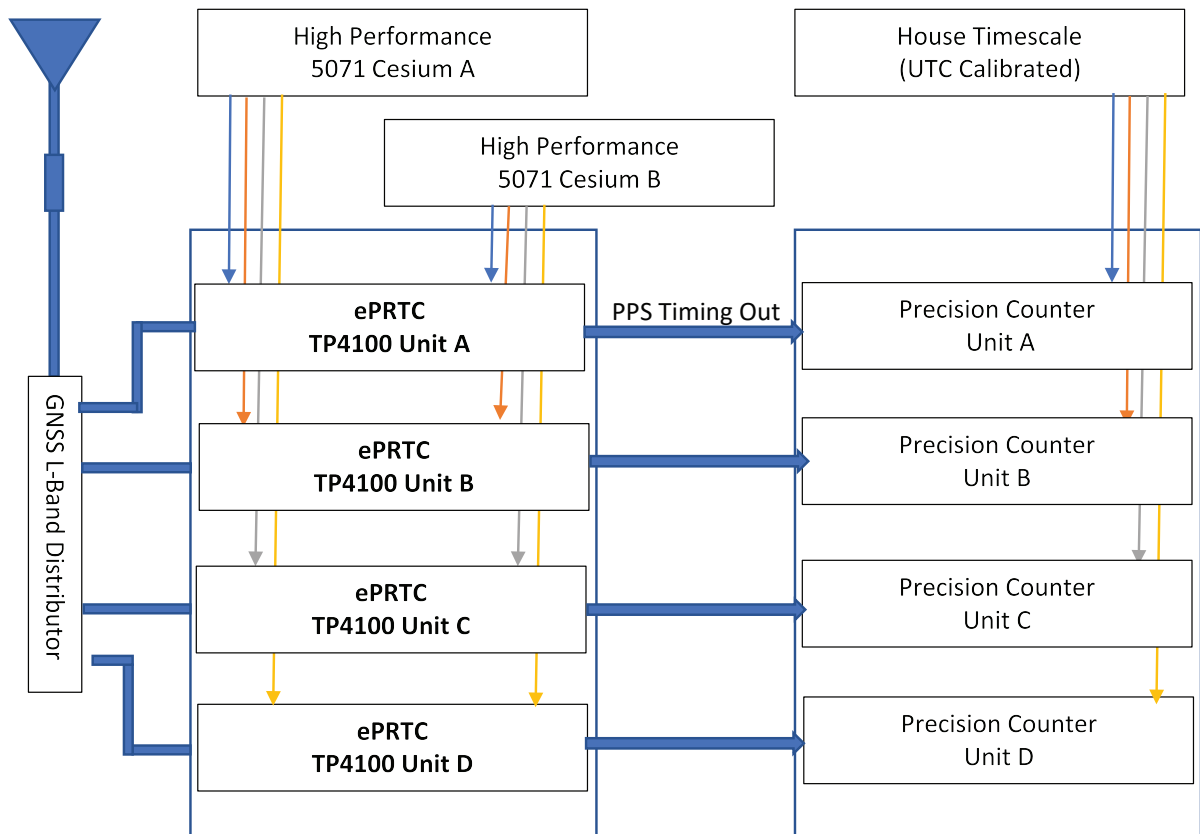 High Performance
5071 Cesium A
House Timescale
(UTC Calibrated)
High Performance
5071 Cesium B
GNSS L-Band Distributor
ePRTC
TP4100 Unit A
PPS Timing Out
Precision Counter
Unit A
ePRTC
TP4100 Unit B
Precision Counter
Unit B
ePRTC
TP4100 Unit C
Precision Counter
Unit C
ePRTC
TP4100 Unit D
Precision Counter
Unit D